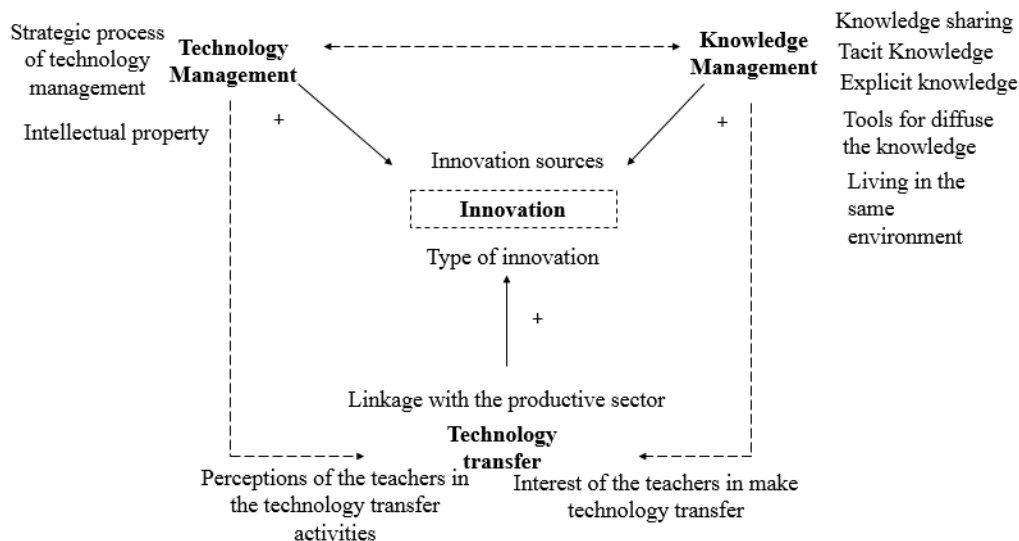 Strategic process
of technology
management
Intellectual property
Technology
Management
+
Knowledge
Management
+
Knowledge sharing
Tacit Knowledge
Explicit knowledge
Tools for diffuse
the knowledge
Living in the
same
environment
Innovation sources
Innovation
Type of innovation
+
Linkage with the productive sector
Technology
transfer
Perceptions of the teachers in
the technology transfer
activities
Interest of the teachers in make
technology transfer